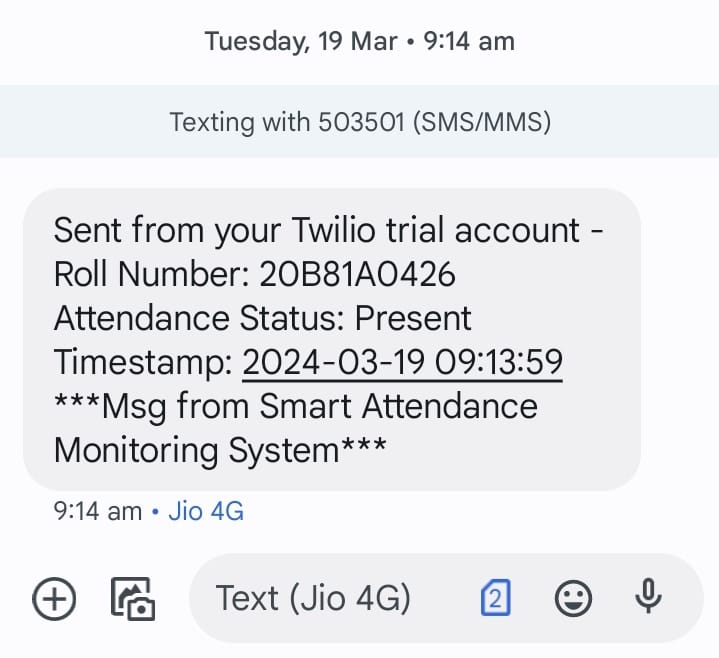 Tuesday, 19 Mar • 9:14 am
Texting with 503501 (SMS/MMS)
Sent from your Twilio trial account -
Roll Number: 20B81A0426
Attendance Status: Present
Timestamp: 2024-03-19 09:13:59
***Msg from Smart Attendance
Monitoring System***
9:14 am • Jio 4G
Text (Jio 4G) 2